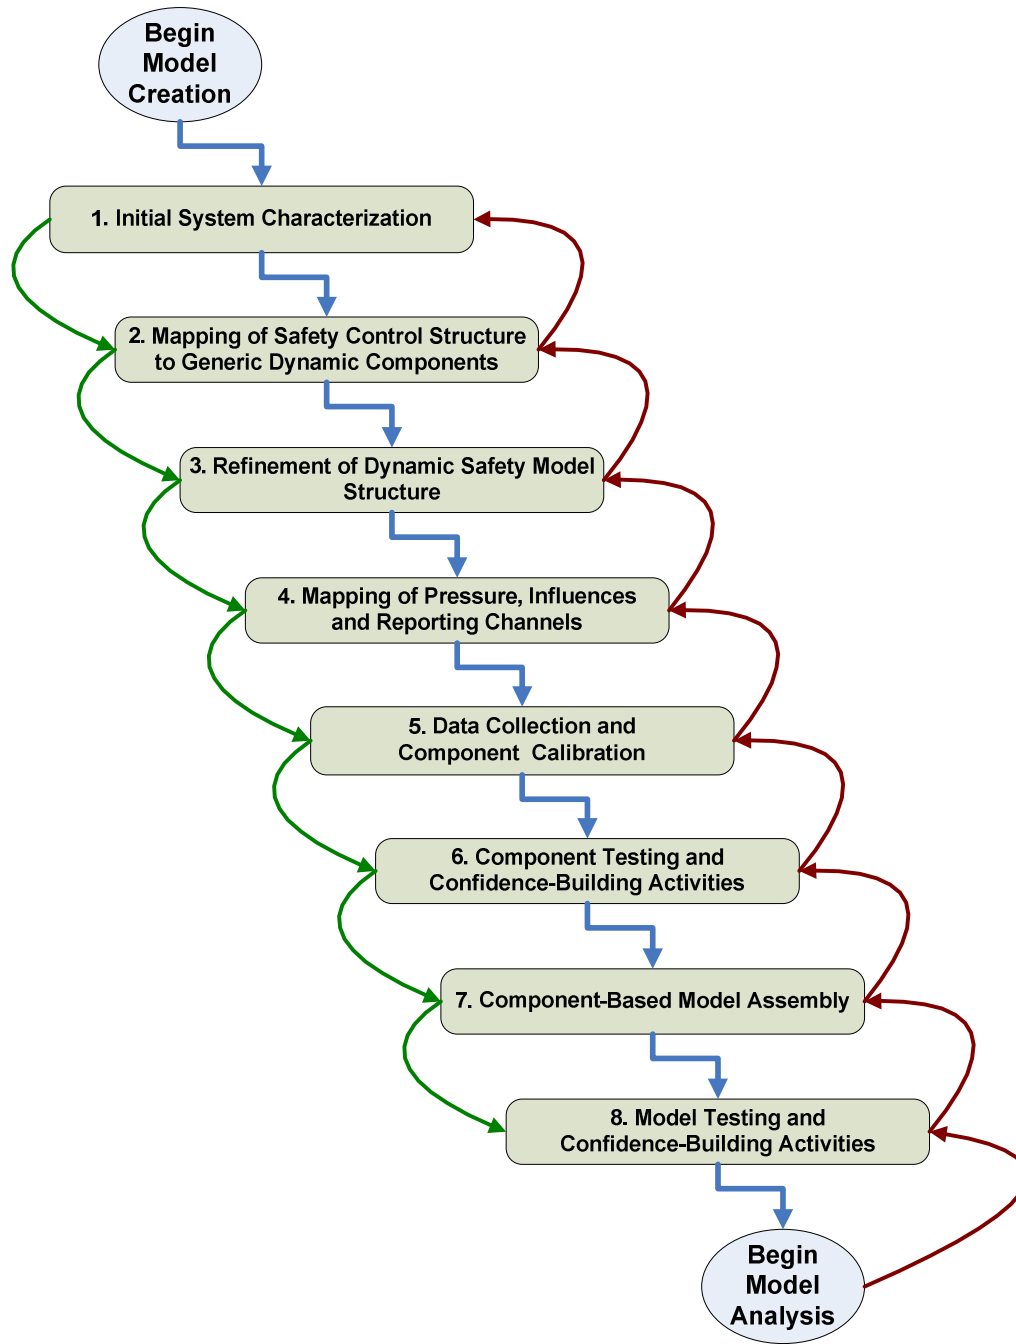 Begin
Model
Creation
1. Initial System Characterization
2. Mapping of Safety Control Structure
to Generic Dynamic Components
3. Refinement of Dynamic Safety Model
Structure
4. Mapping of Pressure, Influences
and Reporting Channels
5. Data Collection and
Component  Calibration
6. Component Testing and
Confidence-Building Activities
7. Component-Based Model Assembly
8. Model Testing and
Confidence-Building Activities
Begin
Model
Analysis